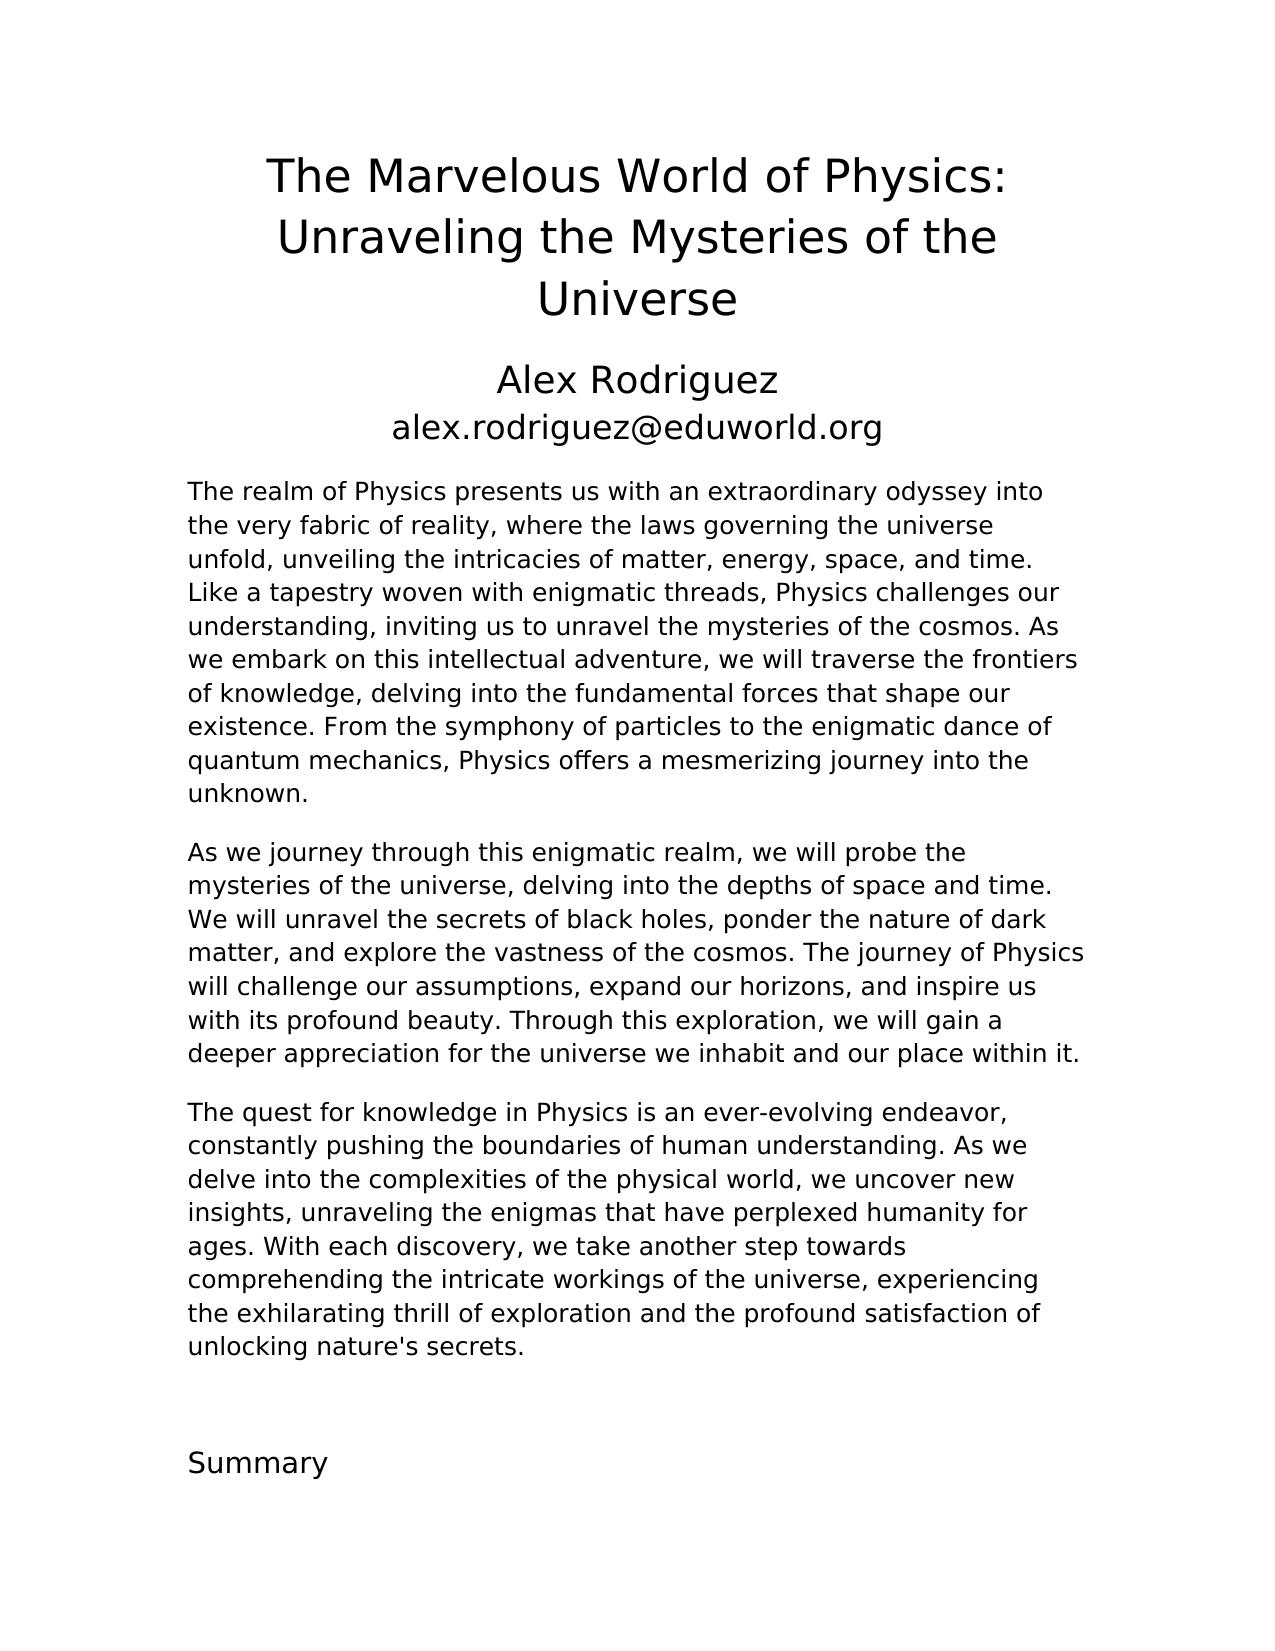 The Marvelous World of Physics:
Unraveling the Mysteries of the
Universe
Alex Rodriguez
alex.rodriguez@eduworld.org
The realm of Physics presents us with an extraordinary odyssey into
the very fabric of reality, where the laws governing the universe
unfold, unveiling the intricacies of matter, energy, space, and time.
Like a tapestry woven with enigmatic threads, Physics challenges our
understanding, inviting us to unravel the mysteries of the cosmos. As
we embark on this intellectual adventure, we will traverse the frontiers
of knowledge, delving into the fundamental forces that shape our
existence. From the symphony of particles to the enigmatic dance of
quantum mechanics, Physics offers a mesmerizing journey into the
unknown.
As we journey through this enigmatic realm, we will probe the
mysteries of the universe, delving into the depths of space and time.
We will unravel the secrets of black holes, ponder the nature of dark
matter, and explore the vastness of the cosmos. The journey of Physics
will challenge our assumptions, expand our horizons, and inspire us
with its profound beauty. Through this exploration, we will gain a
deeper appreciation for the universe we inhabit and our place within it.
The quest for knowledge in Physics is an ever-evolving endeavor,
constantly pushing the boundaries of human understanding. As we
delve into the complexities of the physical world, we uncover new
insights, unraveling the enigmas that have perplexed humanity for
ages. With each discovery, we take another step towards
comprehending the intricate workings of the universe, experiencing
the exhilarating thrill of exploration and the profound satisfaction of
unlocking nature's secrets.
Summary